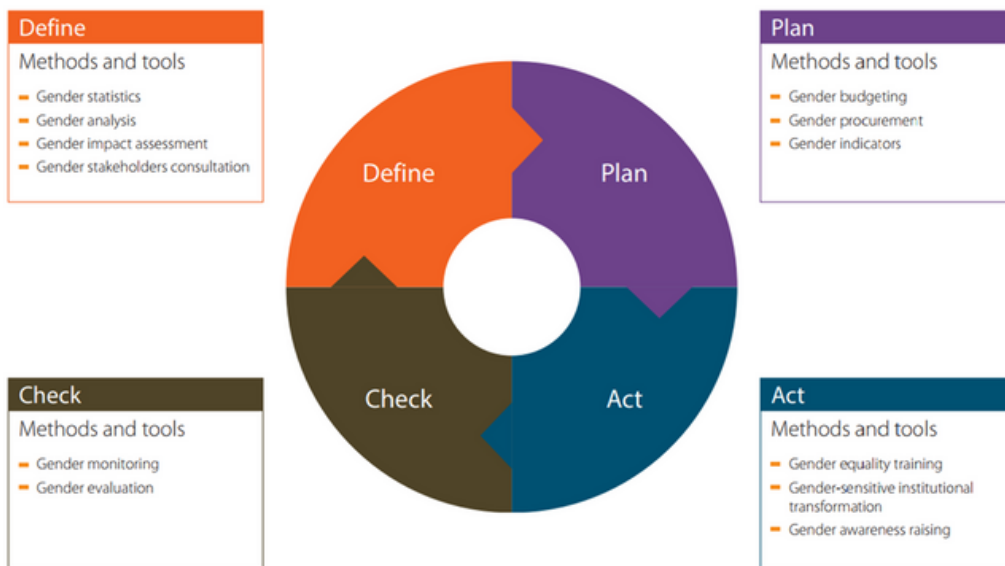 Define
Methods and tools
Gender statistics
Gender analysis
Gender impact assessment
Gender stakeholders consultation
Plan
Methods and tools
Gender budgeting
Gender procurement
Gender indicators
Define
Plan
Check
Act
Check
Methods and tools
Gender monitoring
Gender evaluation
Act
Methods and tools
Gender equality training
Gender-sensitive institutional
transformation
Gender awareness raising